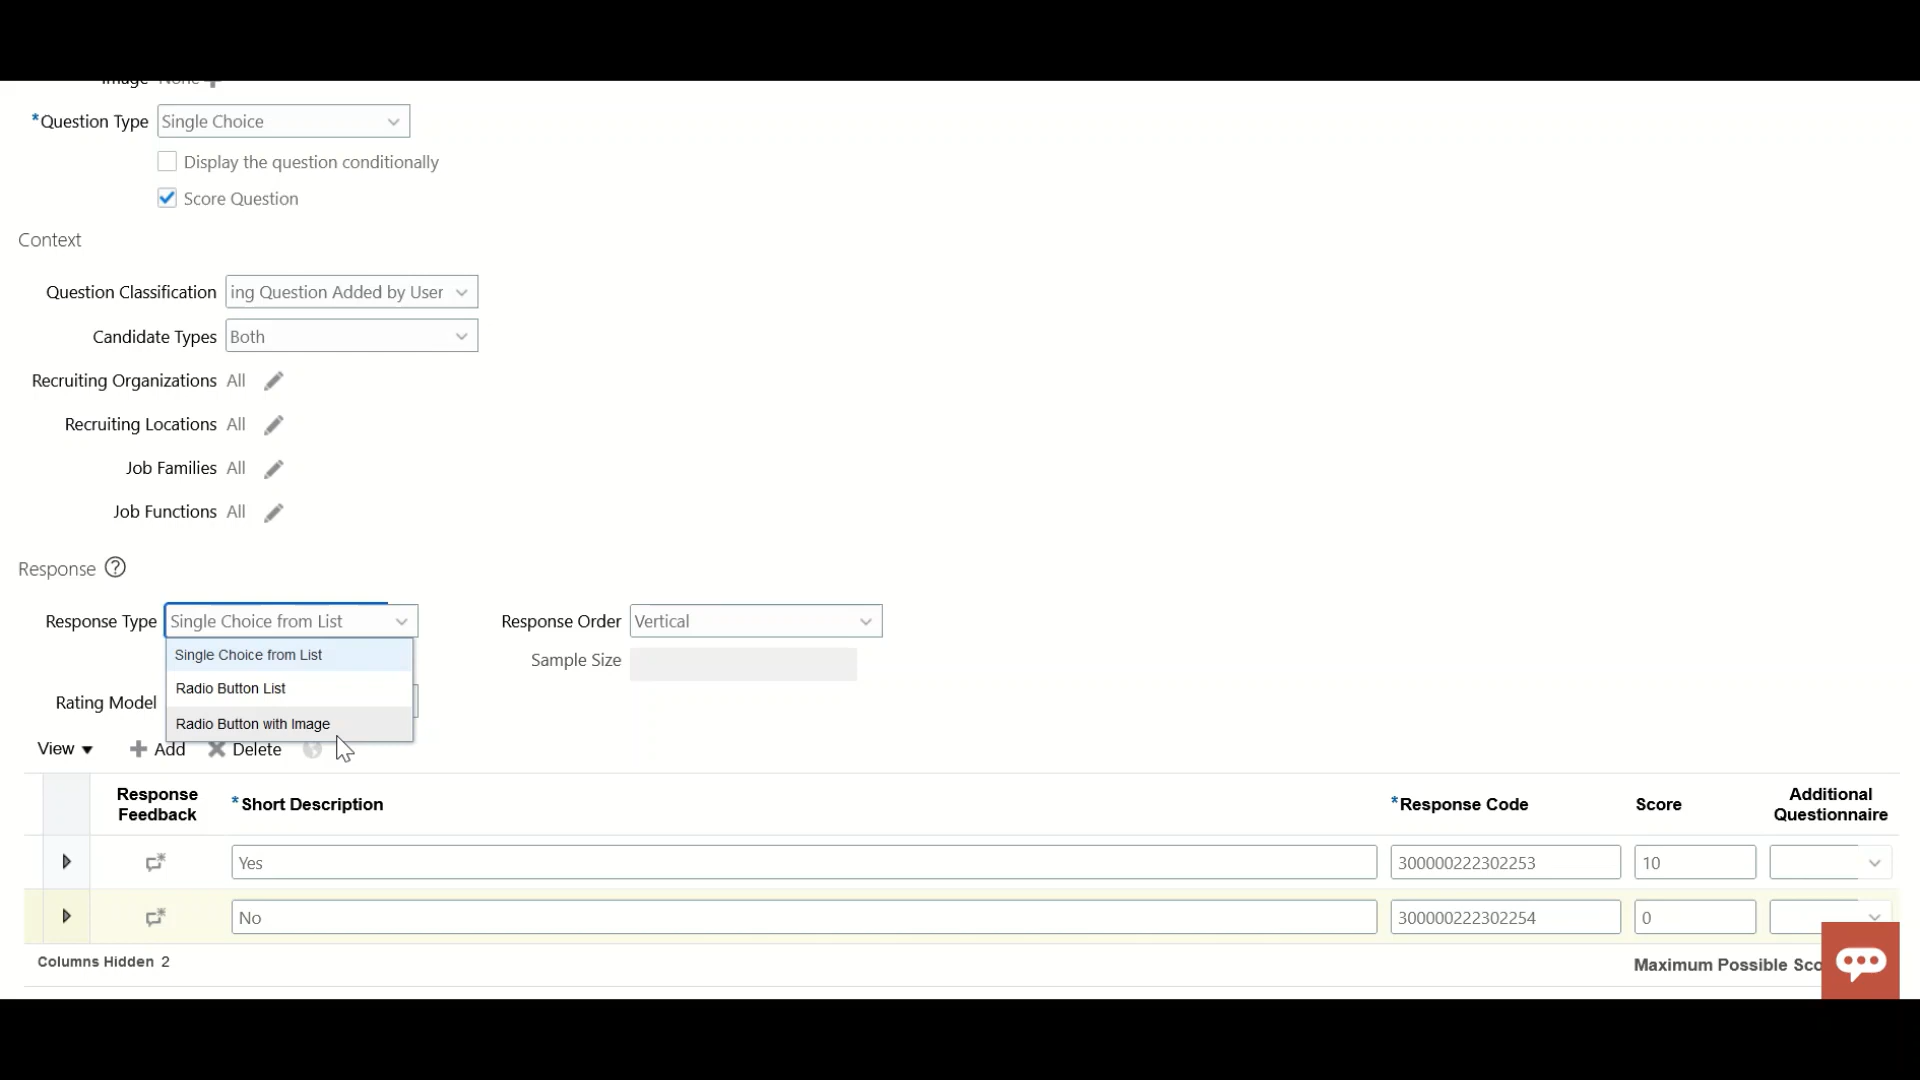 Image None
*Question Type Single Choice
Display the question conditionally
Score Question
Context
Question Classification ing Question Added by User
Candidate Types Both
Recruiting Organizations All
Recruiting Locations All
Job Families All
Job Functions All
Response ?
Response Type Single Choice from List Response Order Vertical
Single Choice from List
Sample Size
Radio Button List
Rating Model
Radio Button with Image
View Add Delete
Response Feedback *Short Description *Response Code Score Additional Questionnaire
Yes 300000222302253 10
No 300000222302254 0
Columns Hidden 2
Maximum Possible Sco